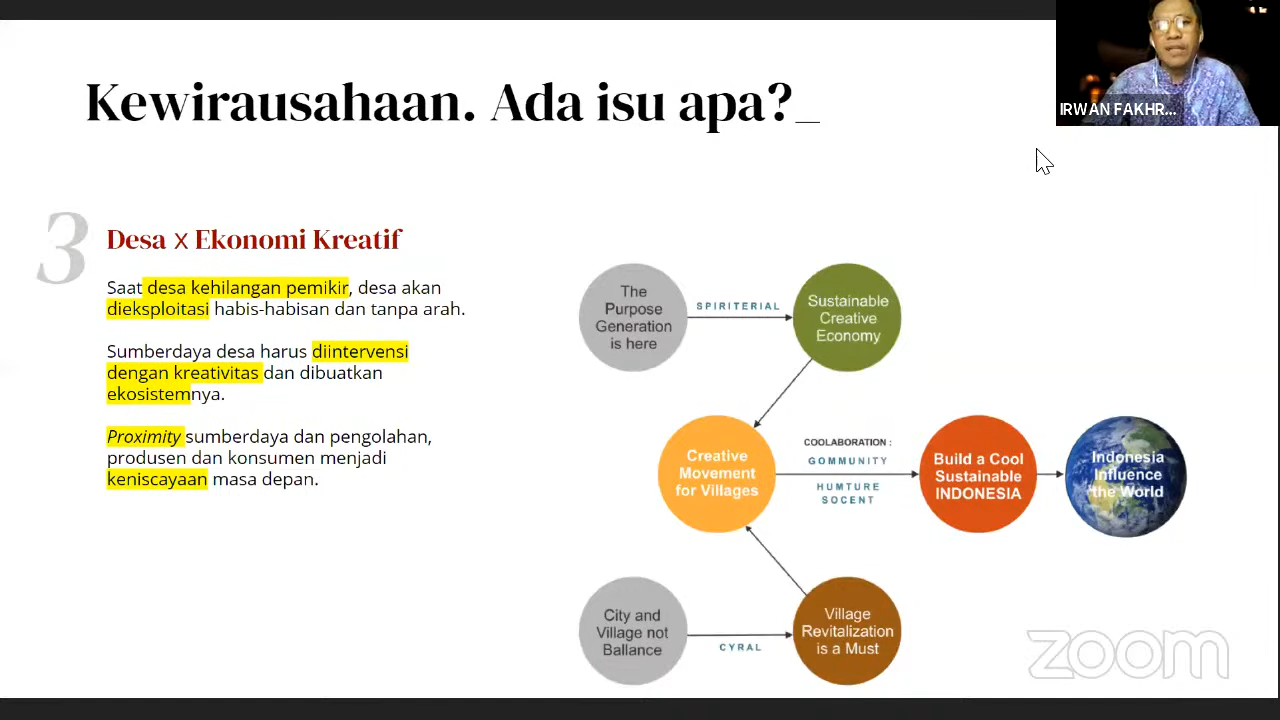 Kewirausahaan. Ada isu apa?_
IRWAN FAKHR...
3
Desa x Ekonomi Kreatif
Saat desa kehilangan pemikir, desa akan
dieksploitasi habis-habisan dan tanpa arah.
Sumberdaya desa harus diintervensi
dengan kreativitas dan dibuatkan
ekosistemnya.
Proximity sumberdaya dan pengolahan,
produsen dan konsumen menjadi
keniscayaan masa depan.
The
Purpose
Generation
is here
SPIRITERIAL
Sustainable
Creative
Economy
Creative
Movement
for Villages
COOLABORATION :
GOMMUNITY
HUMTURE
SOCENT
Build a Cool
Sustainable
INDONESIA
Indonesia
Influence
the World
City and
Village not
Ballance
CYRAL
Village
Revitalization
is a Must
zoom